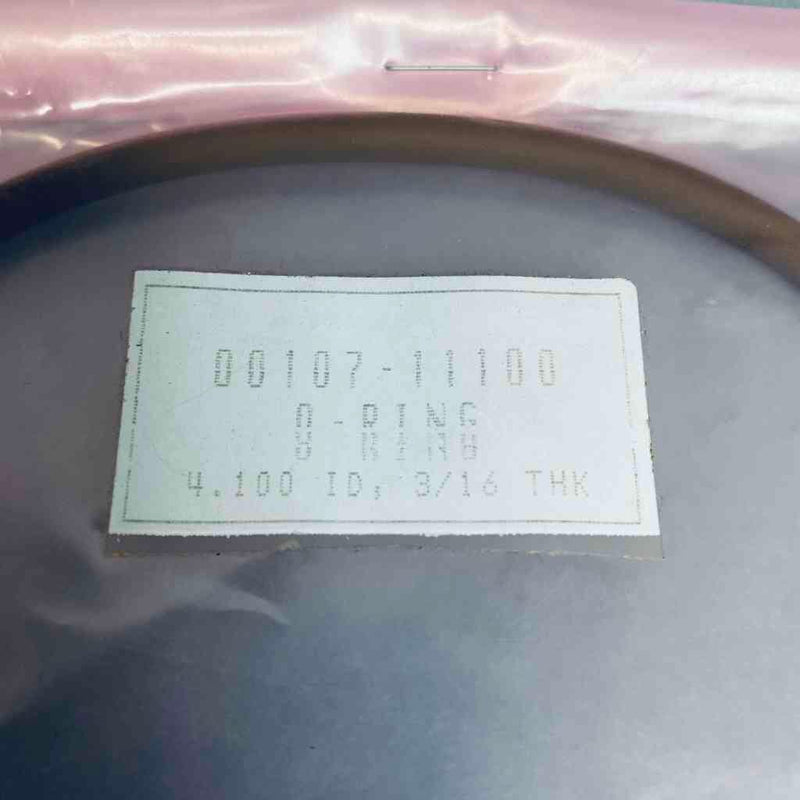 00107-11100
O-RING
4.100 ID, 3/16 THK